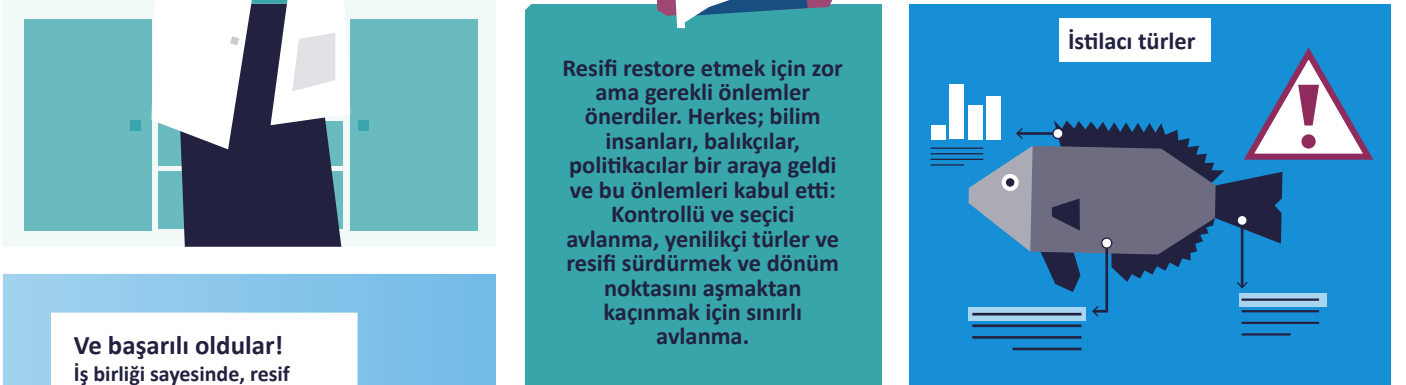 Resifi restore etmek için zor
ama gerekli önlemler
önerdiler. Herkes; bilim
insanları, balıkçılar,
politikacılar bir araya geldi
ve bu önlemleri kabul etti:
Kontrollü ve seçici
avlanma, yenilikçi türler ve
resifi sürdürmek ve dönüm
noktasını aşmaktan
kaçınmak için sınırlı
avlanma.
İstilacı türler
Ve başarılı oldular!
İş birliği sayesinde, resif